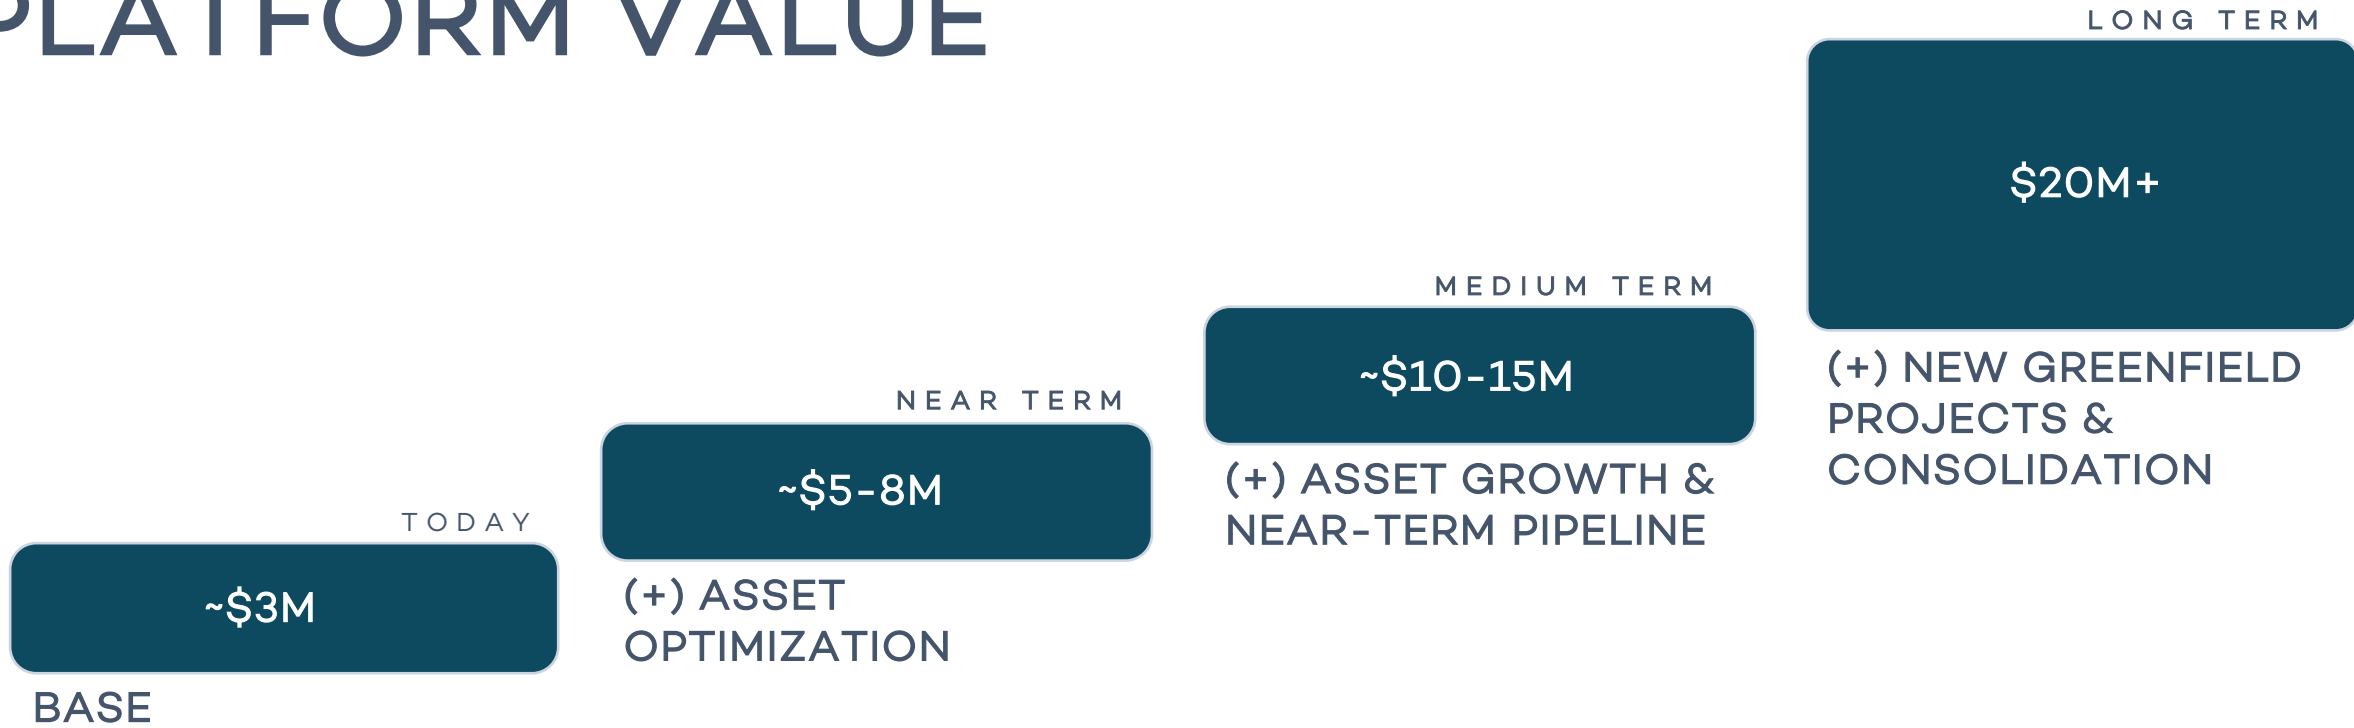 PLATFORM VALUE
LONG TERM
$20M+
(+) NEW GREENFIELD
PROJECTS &
CONSOLIDATION
MEDIUM TERM
~$10-15M
(+) ASSET GROWTH &
NEAR-TERM PIPELINE
NEAR TERM
~$5-8M
(+) ASSET
OPTIMIZATION
TODAY
~$3M
BASE